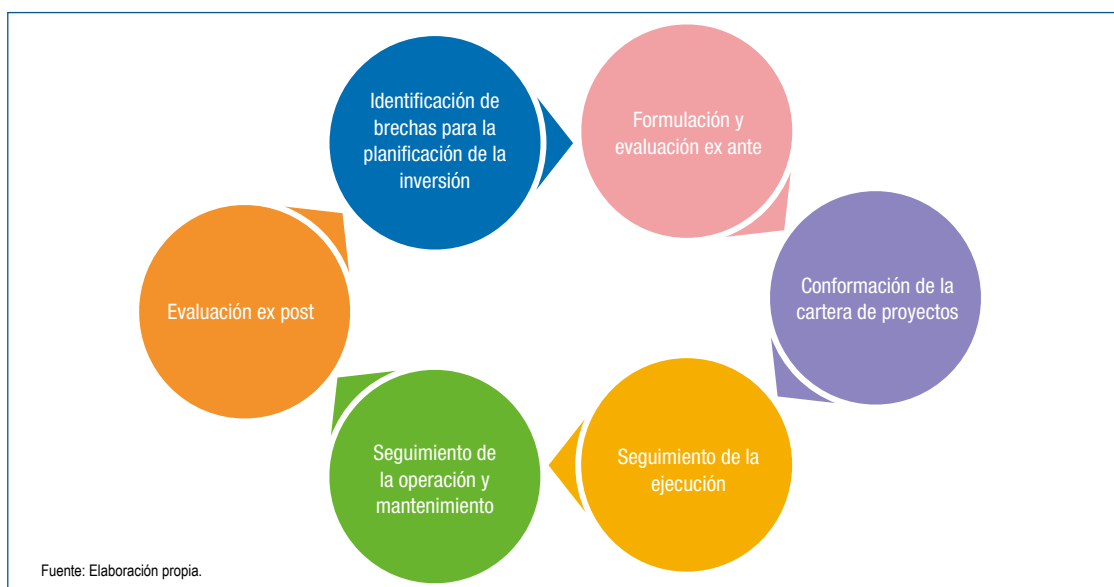 Identificación de
brechas para la
planificación de la
inversión
Formulación y
evaluación ex ante
Conformación de la
cartera de proyectos
Seguimiento de la
ejecución
Seguimiento de
la operación y
mantenimiento
Evaluación ex post
Fuente: Elaboración propia.